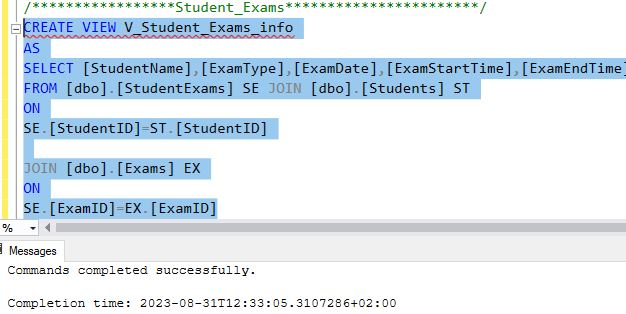 /*****************Student_Exams***********************/
CREATE VIEW V_Student_Exams_info
AS
SELECT [StudentName],[ExamType],[ExamDate],[ExamStartTime],[ExamEndTime]
FROM [dbo].[StudentExams] SE JOIN [dbo].[Students] ST
ON
SE.[StudentID]=ST.[StudentID]
JOIN [dbo].[Exams] EX
ON
SE.[ExamID]=EX.[ExamID]
%
Messages
Commands completed successfully.
Completion time: 2023-08-31T12:33:05.3107286+02:00